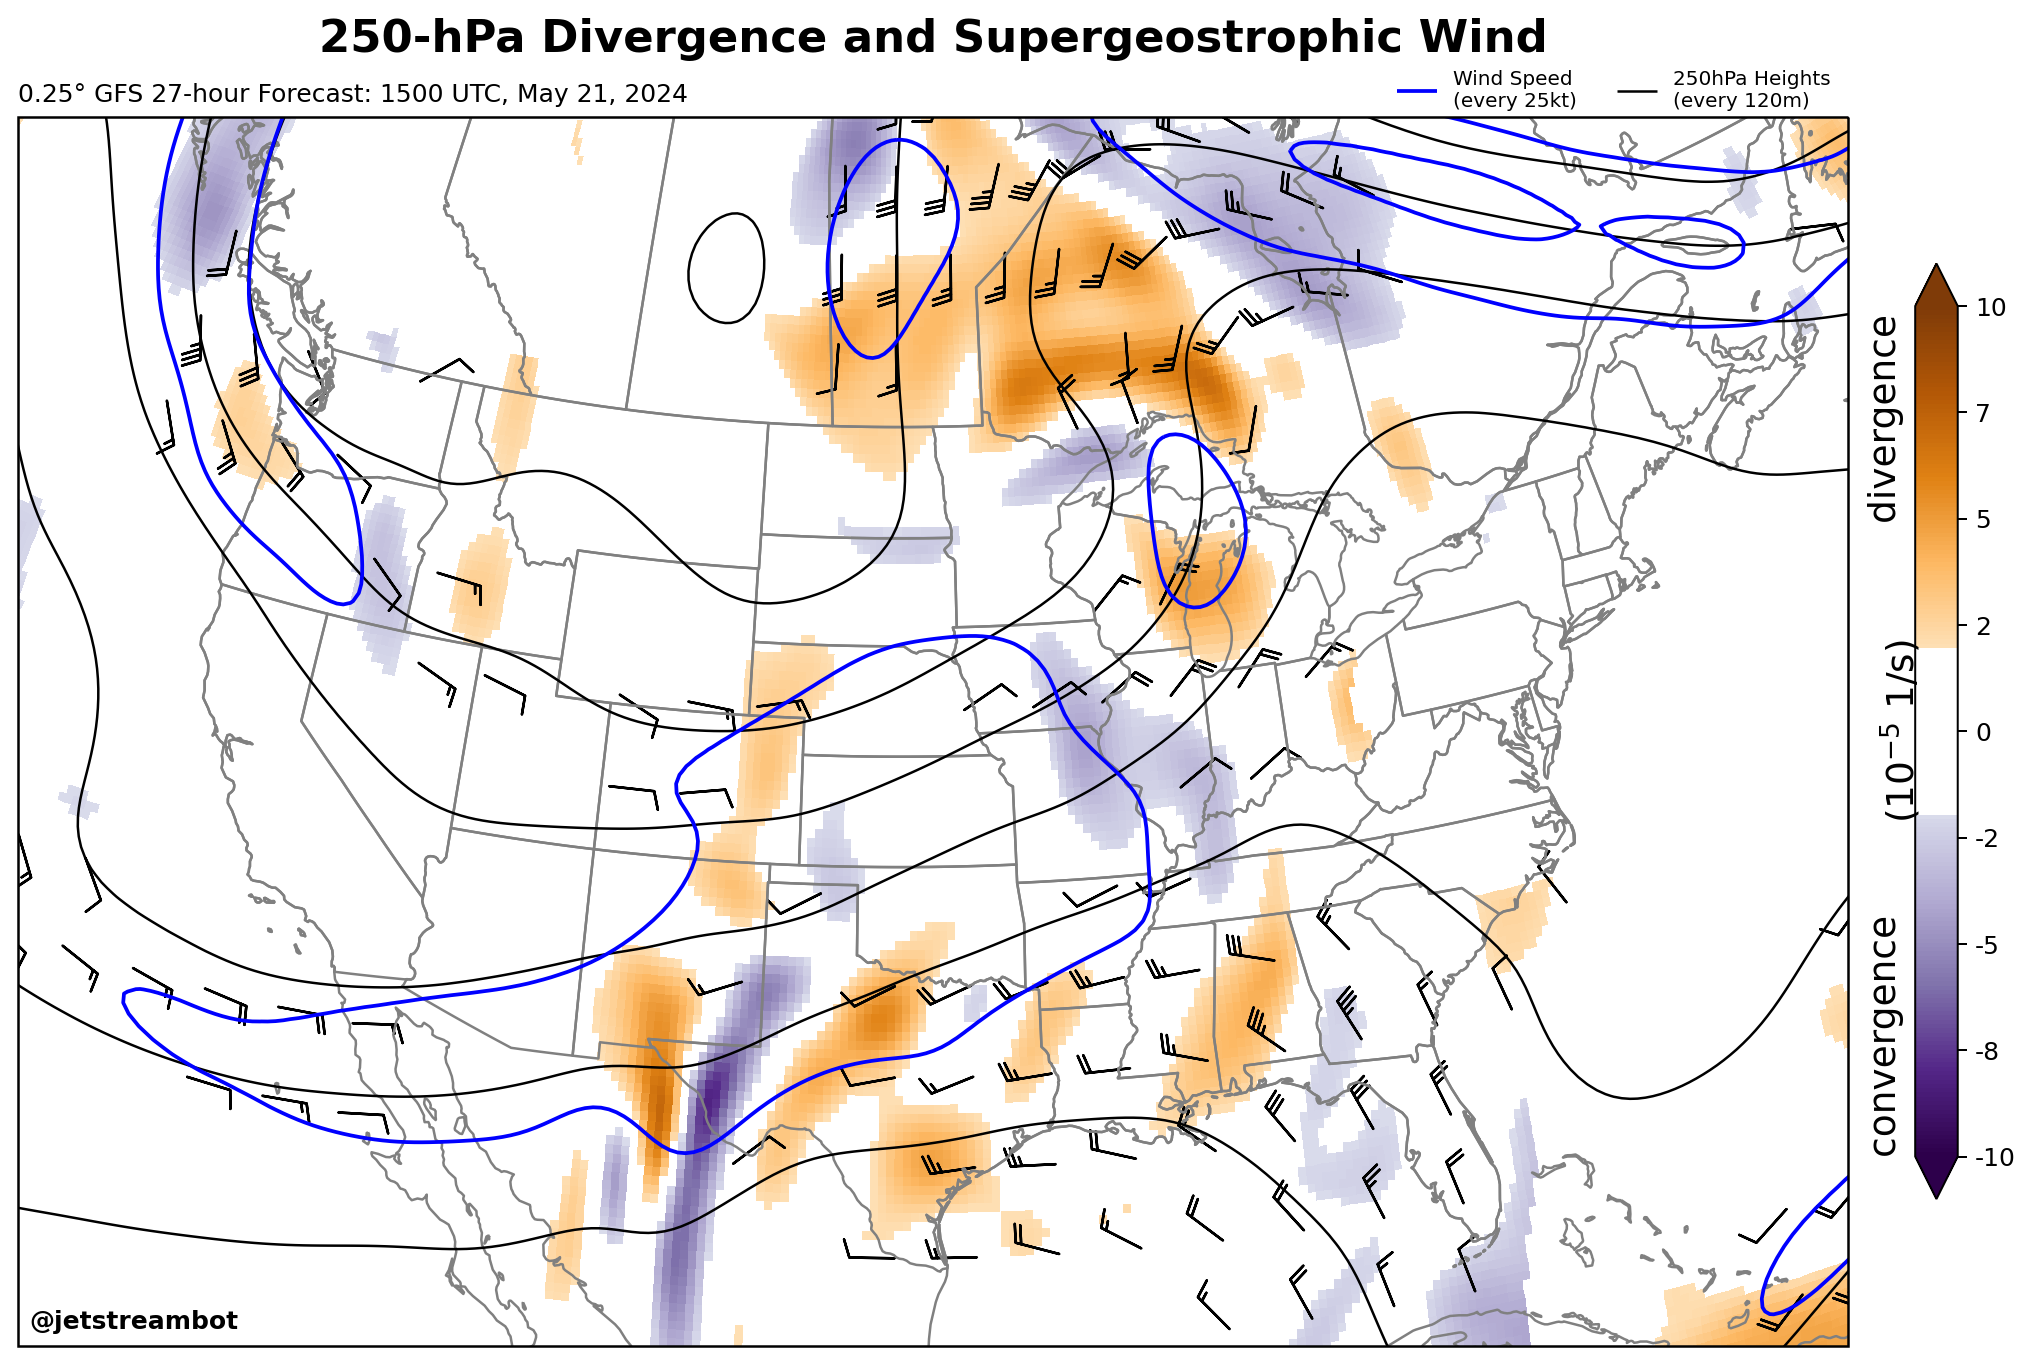 250-hPa Divergence and Supergeostrophic Wind
0.25° GFS 27-hour Forecast: 1500 UTC, May 21, 2024
Wind Speed
(every 25kt)
250hPa Heights
(every 120m)
10
7
5
2
0
-2
-5
-8
-10
divergence
(10⁻⁵ 1/s)
convergence
@jetstreambot